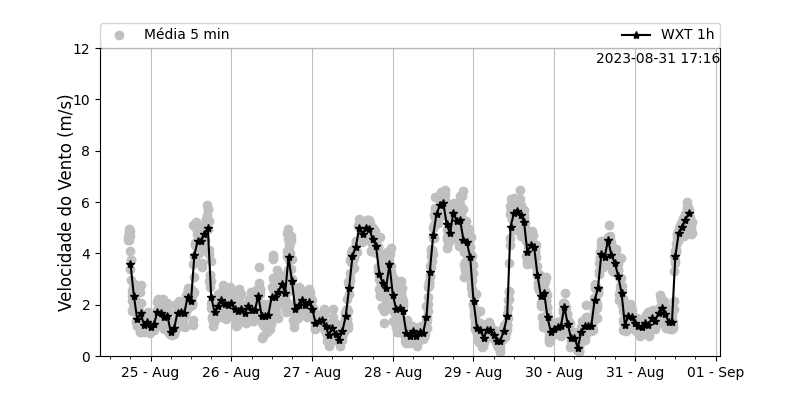 Média 5 min
WXT 1h
2023-08-31 17:16
Velocidade do Vento (m/s)
12
10
8
6
4
2
0
25 - Aug 26 - Aug 27 - Aug 28 - Aug 29 - Aug 30 - Aug 31 - Aug 01 - Sep